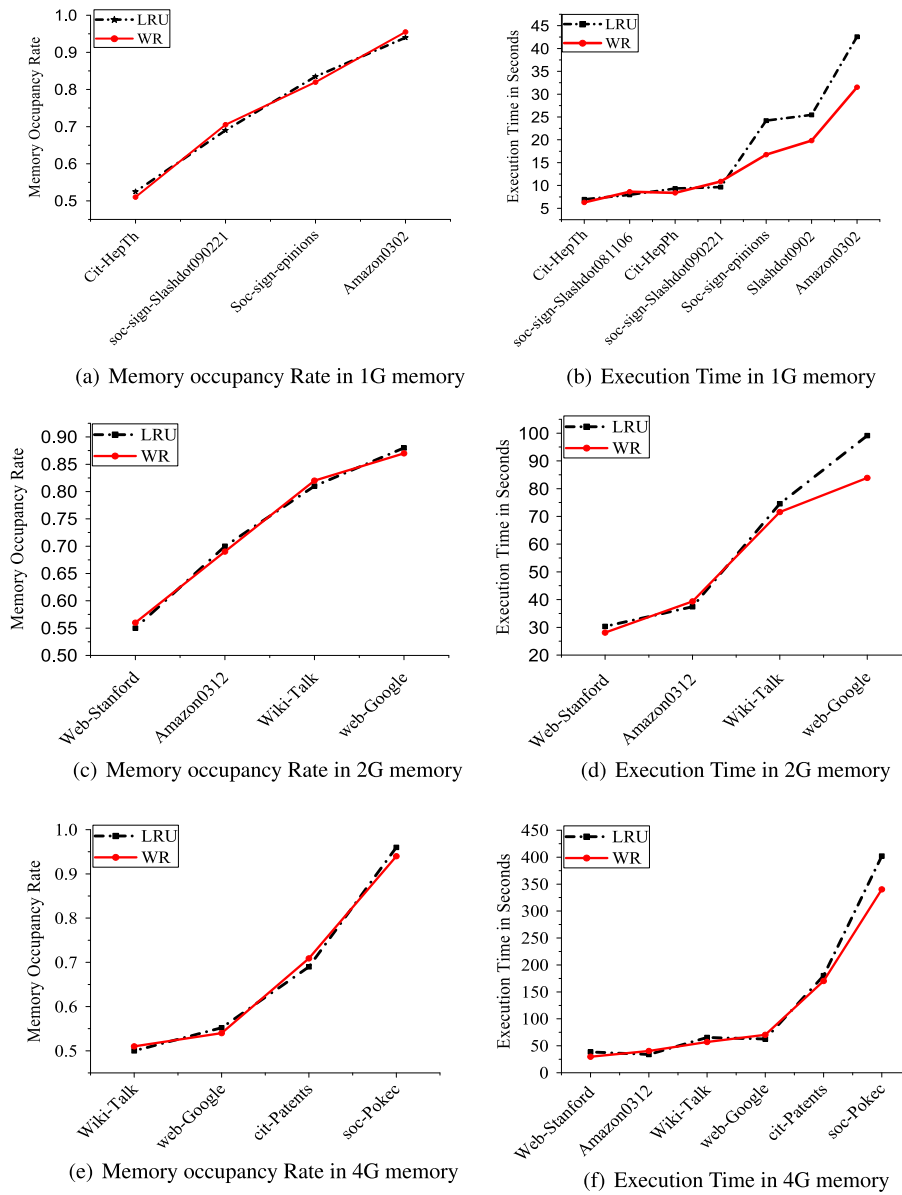 LRU
WR
Memory Occupancy Rate
1.0
0.9
0.8
0.7
0.6
0.5
Cit-HepTh
soc-sign-Slashdot090221
Soc-sign-epinions
Amazon0302
(a) Memory occupancy Rate in 1G memory
LRU
WR
Execution Time in Seconds
45
40
35
30
25
20
15
10
5
Cit-HepTh
soc-sign-Slashdot081106
Cit-HepPh
soc-sign-Slashdot090221
Soc-sign-epinions
Slashdot0902
Amazon0302
(b) Execution Time in 1G memory
LRU
WR
Memory Occupancy Rate
0.90
0.85
0.80
0.75
0.70
0.65
0.60
0.55
0.50
Web-Stanford
Amazon0312
Wiki-Talk
web-Google
(c) Memory occupancy Rate in 2G memory
LRU
WR
Execution Time in Seconds
100
90
80
70
60
50
40
30
20
Web-Stanford
Amazon0312
Wiki-Talk
web-Google
(d) Execution Time in 2G memory
LRU
WR
Memory Occupancy Rate
1.0
0.9
0.8
0.7
0.6
0.5
Wiki-Talk
web-Google
cit-Patents
soc-Pokec
(e) Memory occupancy Rate in 4G memory
LRU
WR
Execution Time in Seconds
450
400
350
300
250
200
150
100
50
0
Web-Stanford
Amazon0312
Wiki-Talk
web-Google
cit-Patents
soc-Pokec
(f) Execution Time in 4G memory